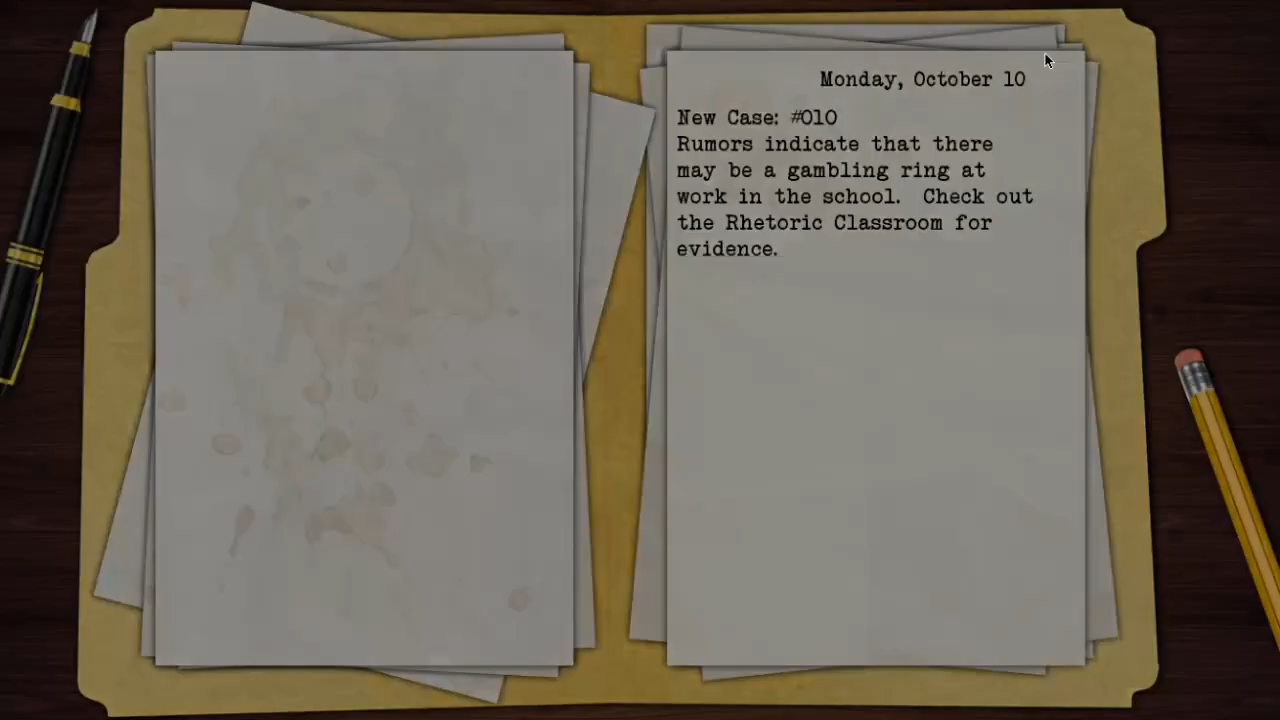 Monday, October 10
New Case: #010
Rumors indicate that there
may be a gambling ring at
work in the school.  Check out
the Rhetoric Classroom for
evidence.